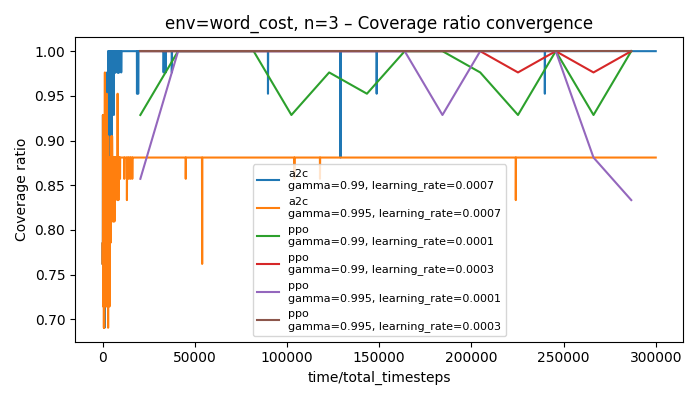 env=word_cost, n=3 – Coverage ratio convergence
Coverage ratio
1.00
0.95
0.90
0.85
0.80
0.75
0.70
a2c
gamma=0.99, learning_rate=0.0007
a2c
gamma=0.995, learning_rate=0.0007
ppo
gamma=0.99, learning_rate=0.0001
ppo
gamma=0.99, learning_rate=0.0003
ppo
gamma=0.995, learning_rate=0.0001
ppo
gamma=0.995, learning_rate=0.0003
0 50000 100000 150000 200000 250000 300000
time/total_timesteps